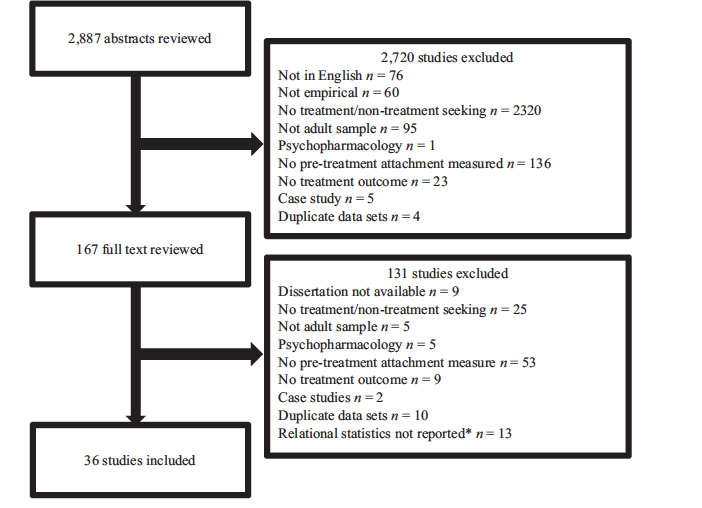 2,887 abstracts reviewed
2,720 studies excluded
Not in English n = 76
Not empirical n = 60
No treatment/non-treatment seeking n = 2320
Not adult sample n = 95
Psychopharmacology n = 1
No pre-treatment attachment measured n = 136
No treatment outcome n = 23
Case study n = 5
Duplicate data sets n = 4
167 full text reviewed
131 studies excluded
Dissertation not available n = 9
No treatment/non-treatment seeking n = 25
Not adult sample n = 5
Psychopharmacology n = 5
No pre-treatment attachment measure n = 53
No treatment outcome n = 9
Case studies n = 2
Duplicate data sets n = 10
Relational statistics not reported* n = 13
36 studies included